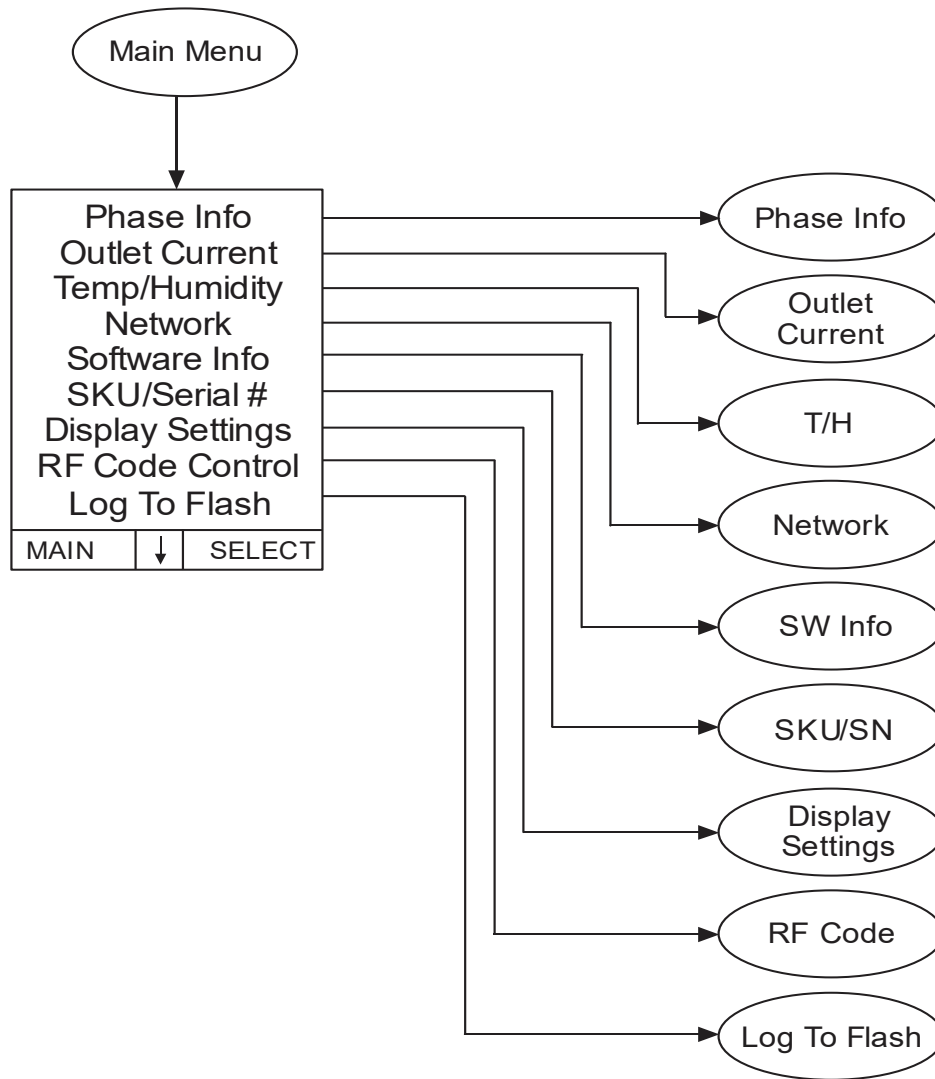 Main Menu
Phase Info
Outlet Current
Temp/Humidity
Network
Software Info
SKU/Serial #
Display Settings
RF Code Control
Log To Flash
MAIN ↓ SELECT
Phase Info
Outlet
Current
T/H
Network
SW Info
SKU/SN
Display
Settings
RF Code
Log To Flash